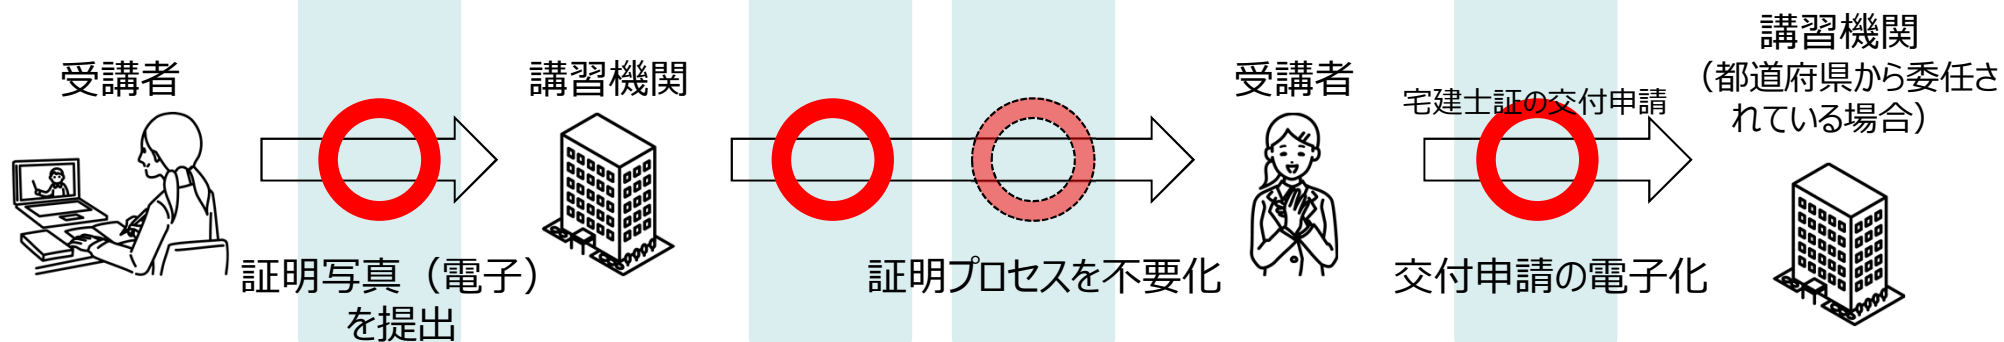 受講者
証明写真（電子）
を提出
講習機関
証明プロセスを不要化
受講者
宅建士証の交付申請
交付申請の電子化
講習機関
（都道府県から委任さ
れている場合）